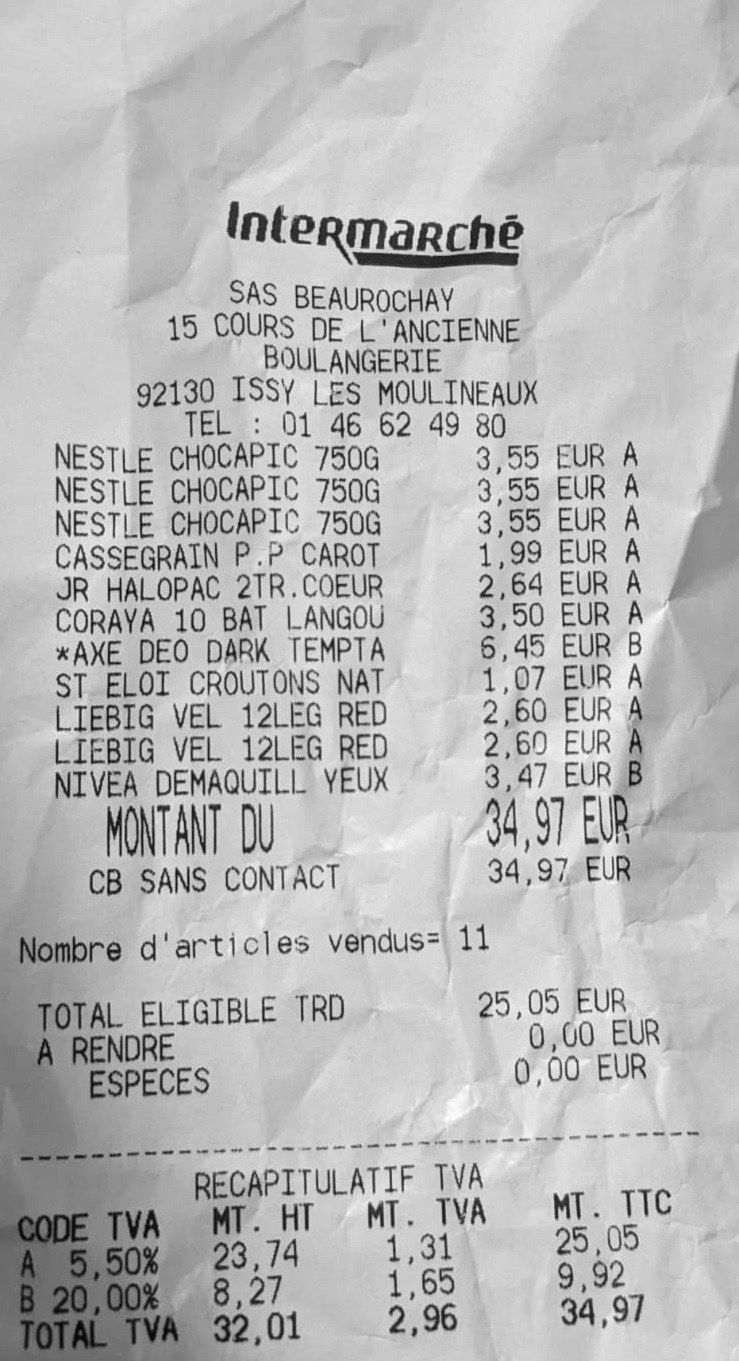 Intermarché
SAS BEAUROCHAY
15 COURS DE L'ANCIENNE
BOULANGERIE
92130 ISSY LES MOULINEAUX
TEL : 01 46 62 49 80
NESTLE CHOCAPIC 750G 3,55 EUR A
NESTLE CHOCAPIC 750G 3,55 EUR A
NESTLE CHOCAPIC 750G 3,55 EUR A
CASSEGRAIN P.P CAROT 1,99 EUR A
JR HALOPAC 2TR.COEUR 2,64 EUR A
CORAYA 10 BAT LANGOU 3,50 EUR A
*AXE DEO DARK TEMPTA 6,45 EUR B
ST ELOI CROUTONS NAT 1,07 EUR A
LIEBIG VEL 12LEG RED 2,60 EUR A
LIEBIG VEL 12LEG RED 2,60 EUR A
NIVEA DEMAQUILL YEUX 3,47 EUR B
MONTANT DU 34,97 EUR
CB SANS CONTACT 34,97 EUR
Nombre d'articles vendus= 11
TOTAL ELIGIBLE TRD 25,05 EUR
A RENDRE 0,00 EUR
ESPECES 0,00 EUR
RECAPITULATIF TVA
CODE TVA MT. HT MT. TVA MT. TTC
A 5,50% 23,74 1,31 25,05
B 20,00% 8,27 1,65 9,92
TOTAL TVA 32,01 2,96 34,97